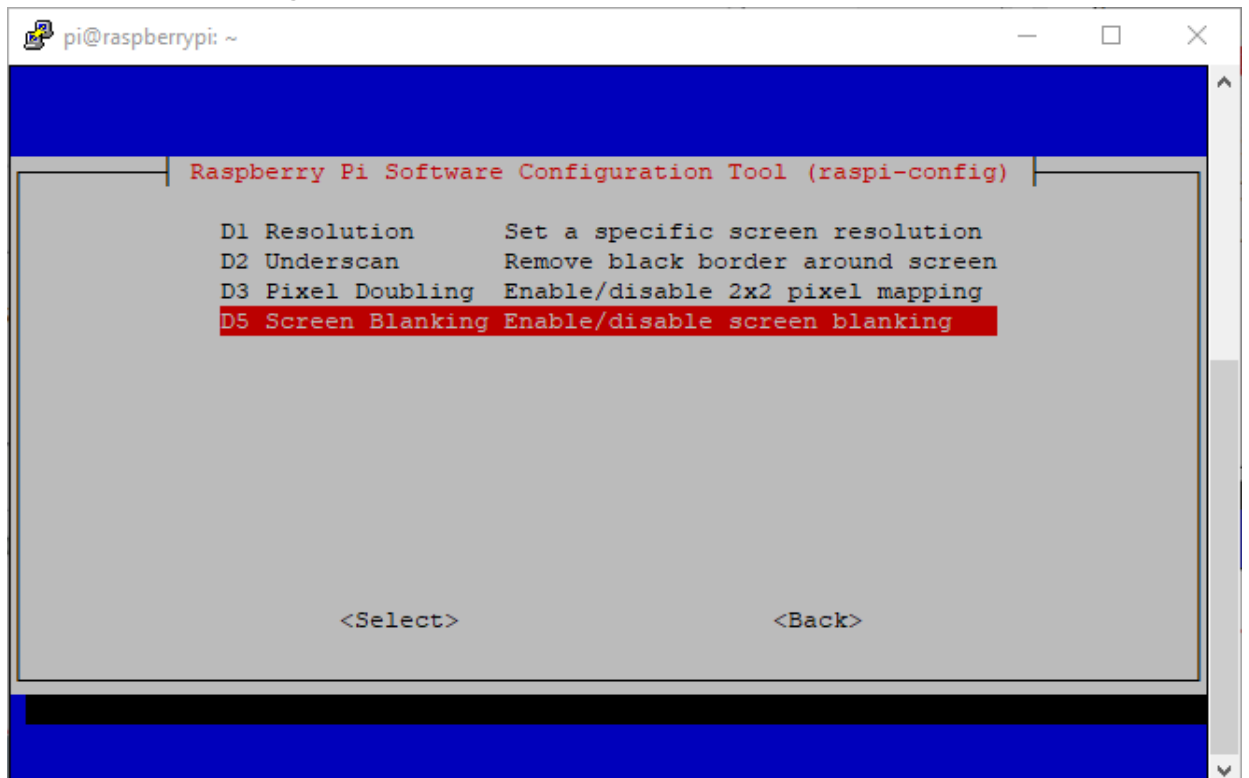 pi@raspberrypi: ~
Raspberry Pi Software Configuration Tool (raspi-config)
D1 Resolution Set a specific screen resolution
D2 Underscan Remove black border around screen
D3 Pixel Doubling Enable/disable 2x2 pixel mapping
D5 Screen Blanking Enable/disable screen blanking
<Select> <Back>